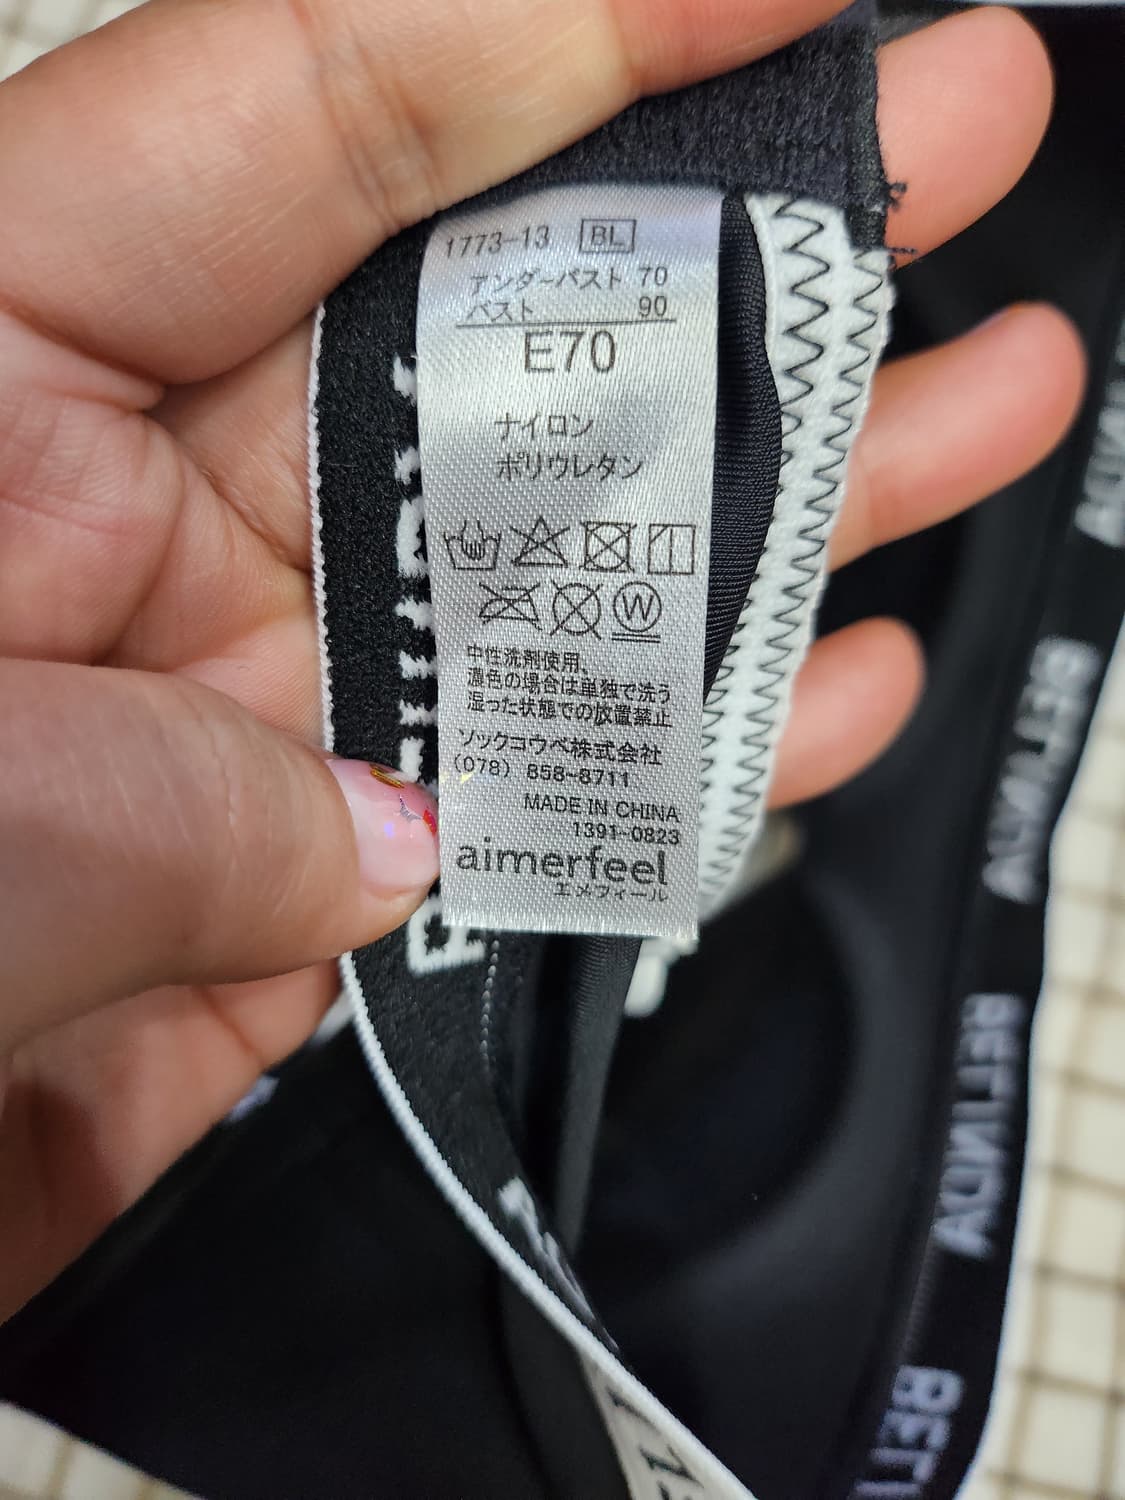 1773-13 BL
アンダーバスト 70
バスト 90
E70
ナイロン
ポリウレタン
W
中性洗剤使用、
濃色の場合は単独で洗う
湿った状態での放置禁止
ソックコウベ株式会社
(078) 858-8711
MADE IN CHINA
1391-0823
aimerfeel
エメフィール